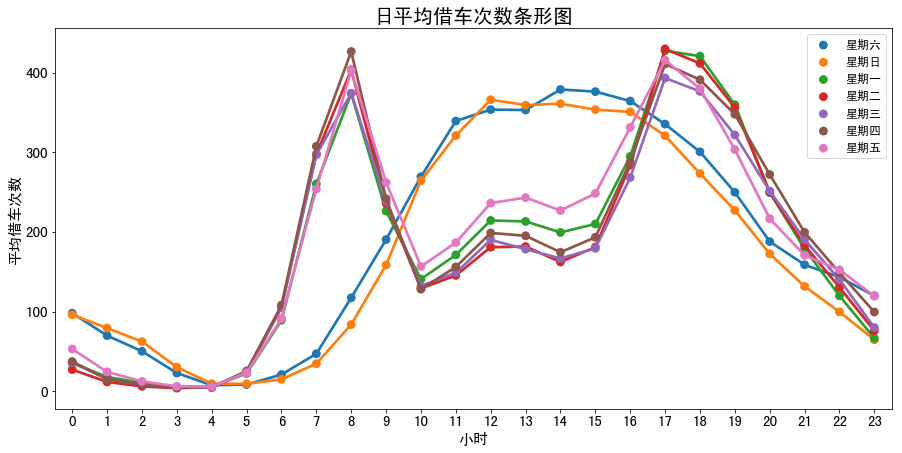 日平均借车次数条形图
平均借车次数
400
300
200
100
0
星期六
星期日
星期一
星期二
星期三
星期四
星期五
0 1 2 3 4 5 6 7 8 9 10 11 12 13 14 15 16 17 18 19 20 21 22 23
小时